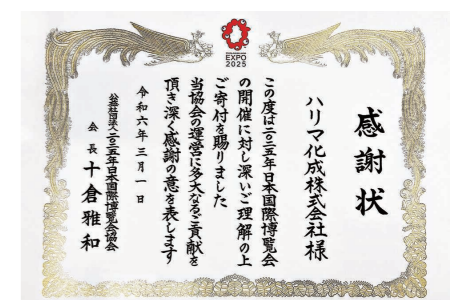 EXPO
2025
感謝状
ハリマ化成株式会社様
この度は二〇二五年日本国際博覧会
の開催に対し深いご理解の上
ご寄付を賜りました
当協会の運営に多大なるご貢献を
頂き深く感謝の意を表します
令和六年三月一日
公益社団法人二〇二五年日本国際博覧会協会
会長 十倉雅和